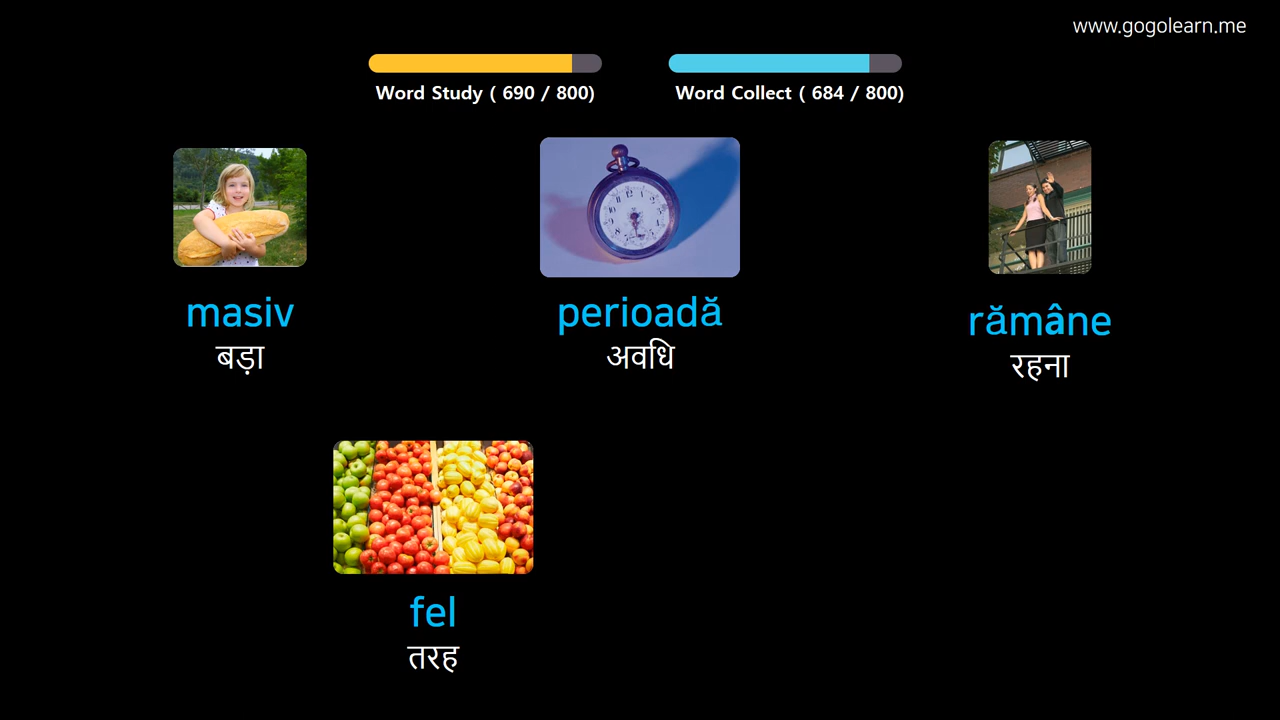 www.gogolearn.me
Word Study ( 690 / 800)
Word Collect ( 684 / 800)
masiv
बड़ा
perioadă
अवधि
rămâne
रहना
fel
तरह